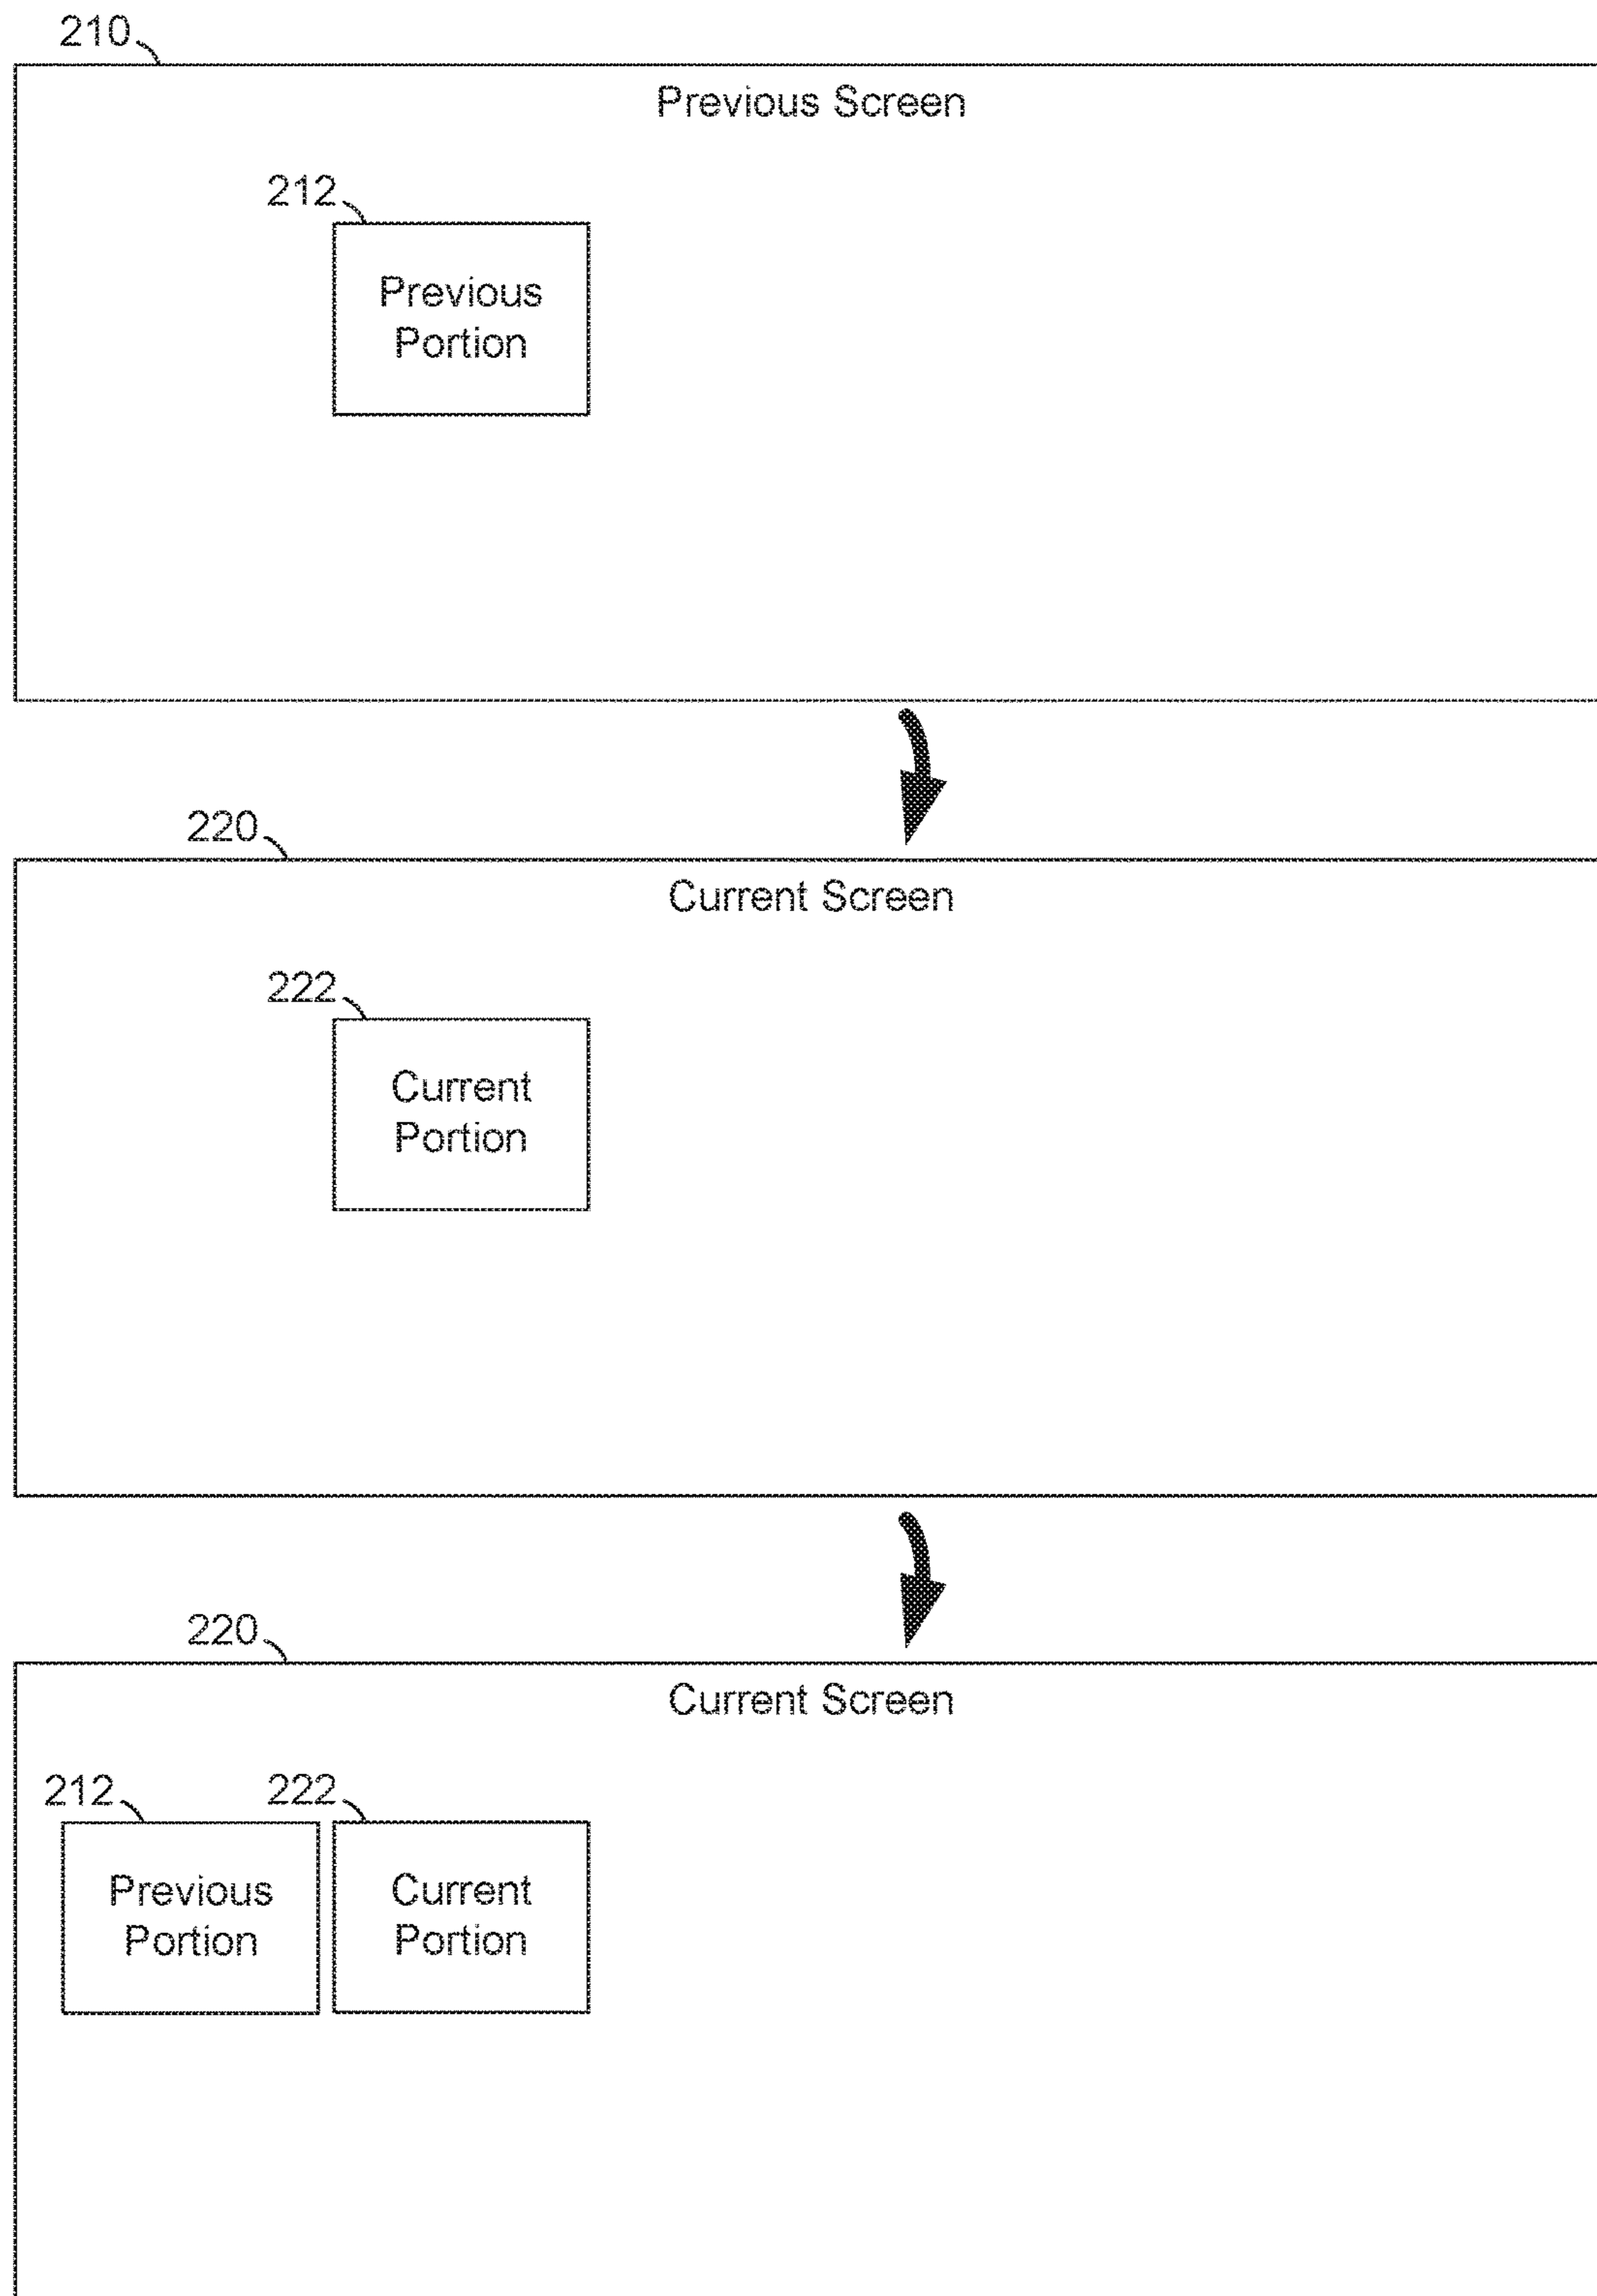 210
Previous Screen
212
Previous
Portion
220
Current Screen
222
Current
Portion
220
Current Screen
212 222
Previous Current
Portion Portion